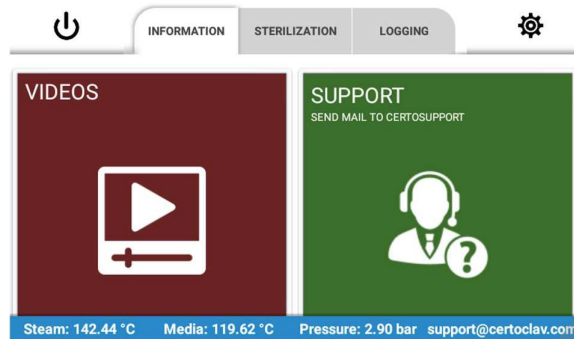 INFORMATION STERILIZATION LOGGING
VIDEOS
SUPPORT
SEND MAIL TO CERTOSUPPORT
?
Steam: 142.44 °C Media: 119.62 °C Pressure: 2.90 bar support@certoclav.com